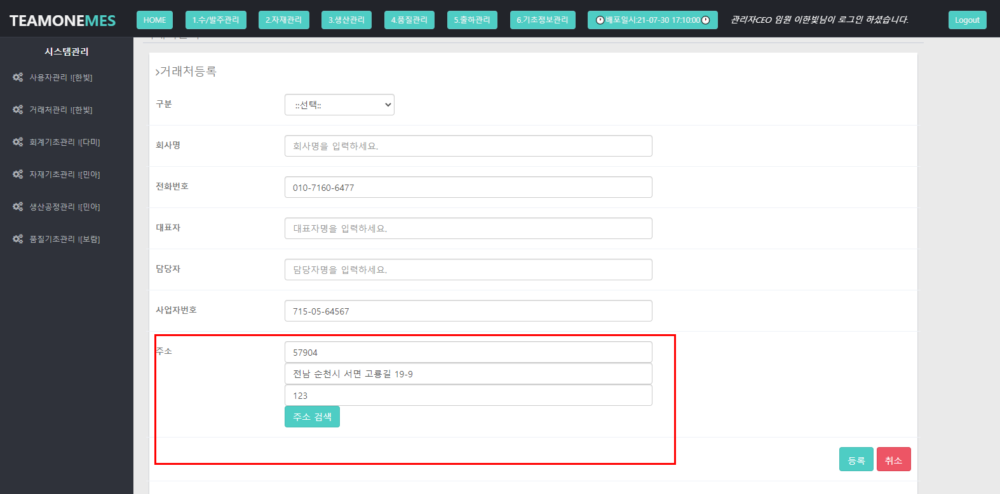 TEAMONEMES HOME 1.수/발주관리 2.자재관리 3.생산관리 4.품질관리 5.출하관리 6.기초정보관리 배포일시:21-07-30 17:10:00 관리자CEO 임원 이한빛님이 로그인 하셨습니다. Logout
시스템관리
사용자관리 ![한빛]
거래처관리 ![한빛]
회계기초관리 ![다미]
자재기초관리 ![민아]
생산공정관리 ![민아]
품질기초관리 ![보람]
>거래처등록
구분 ::선택::
회사명 회사명을 입력하세요.
전화번호 010-7160-6477
대표자 대표자명을 입력하세요.
담당자 담당자명을 입력하세요.
사업자번호 715-05-64567
주소 57904
전남 순천시 서면 고룡길 19-9
123
주소 검색
등록 취소